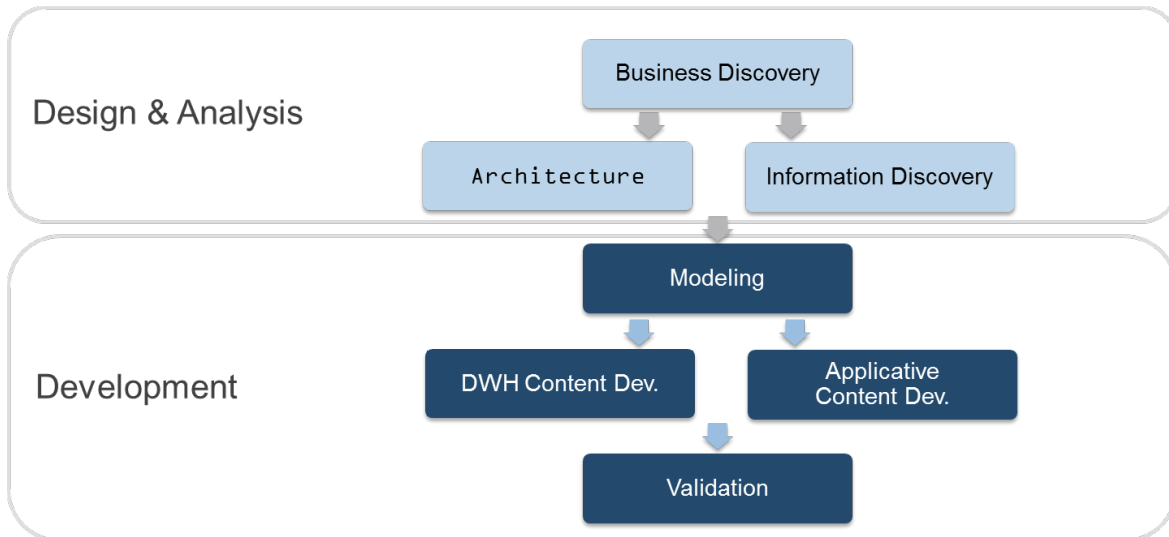 Business Discovery
Design & Analysis
Architecture
Information Discovery
Modeling
Development
DWH Content Dev.
Applicative
Content Dev.
Validation